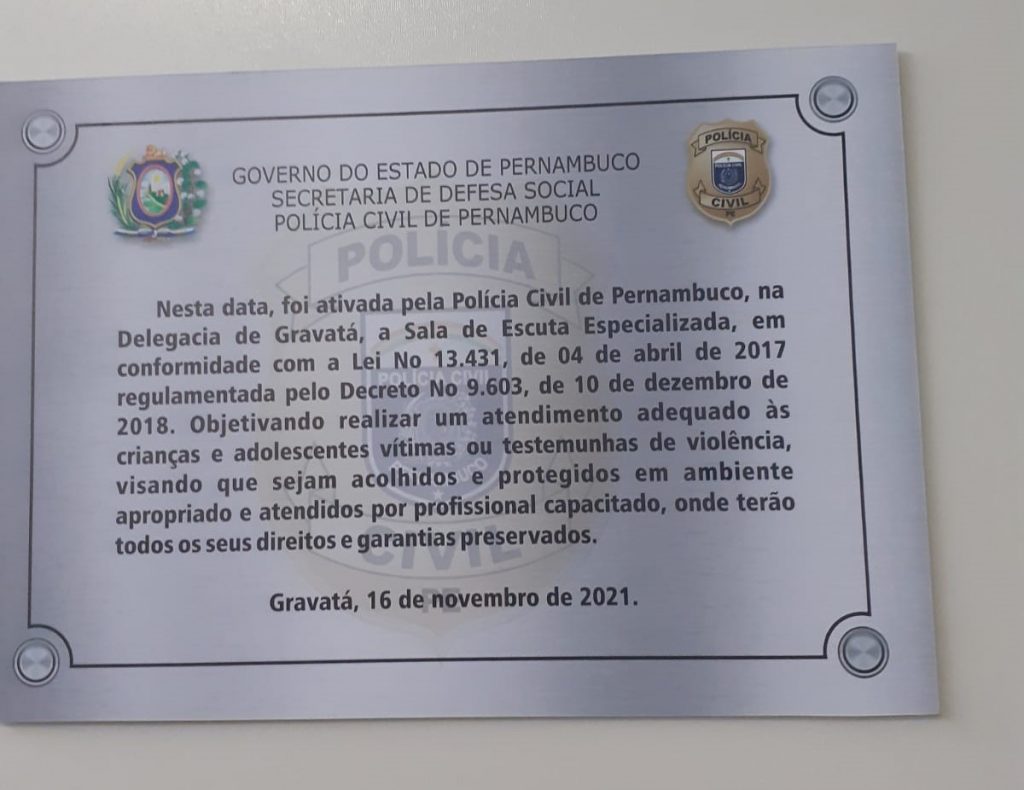 GOVERNO DO ESTADO DE PERNAMBUCO
SECRETARIA DE DEFESA SOCIAL
POLÍCIA CIVIL DE PERNAMBUCO
POLÍCIA
CIVIL
PE
POLÍCIA
Nesta data, foi ativada pela Polícia Civil de Pernambuco, na
Delegacia de Gravatá, a Sala de Escuta Especializada, em
conformidade com a Lei No 13.431, de 04 de abril de 2017
regulamentada pelo Decreto No 9.603, de 10 de dezembro de
2018. Objetivando realizar um atendimento adequado às
crianças e adolescentes vítimas ou testemunhas de violência,
visando que sejam acolhidos e protegidos em ambiente
apropriado e atendidos por profissional capacitado, onde terão
todos os seus direitos e garantias preservados.
CIVIL
PE
Gravatá, 16 de novembro de 2021.